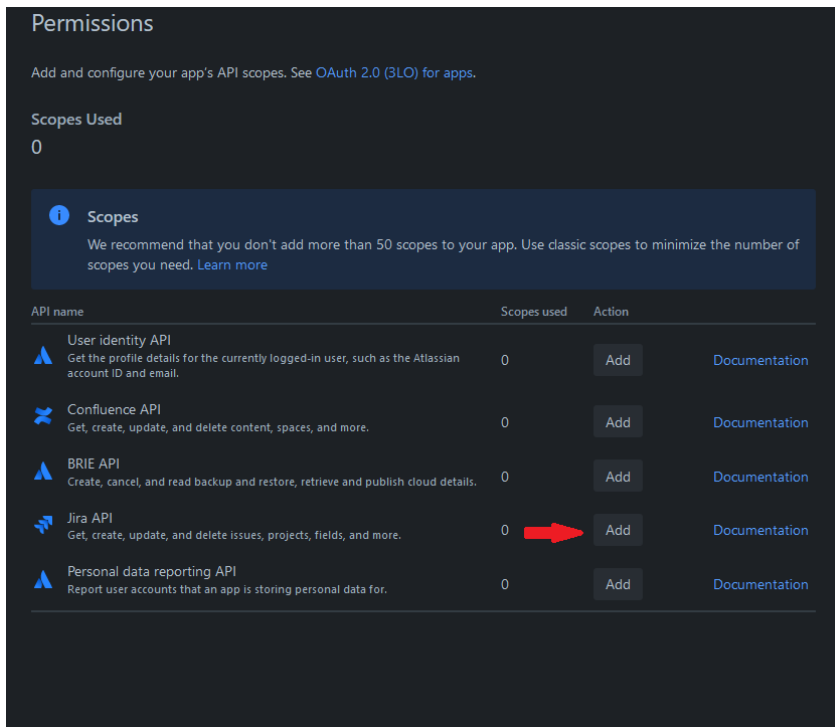 Permissions
Add and configure your app's API scopes. See OAuth 2.0 (3LO) for apps.
Scopes Used
0
Scopes
We recommend that you don't add more than 50 scopes to your app. Use classic scopes to minimize the number of
scopes you need. Learn more
API name Scopes used Action
User identity API
Get the profile details for the currently logged-in user, such as the Atlassian
account ID and email.
0 Add Documentation
Confluence API
Get, create, update, and delete content, spaces, and more.
0 Add Documentation
BRIE API
Create, cancel, and read backup and restore, retrieve and publish cloud details.
0 Add Documentation
Jira API
Get, create, update, and delete issues, projects, fields, and more.
0 Add Documentation
Personal data reporting API
Report user accounts that an app is storing personal data for.
0 Add Documentation